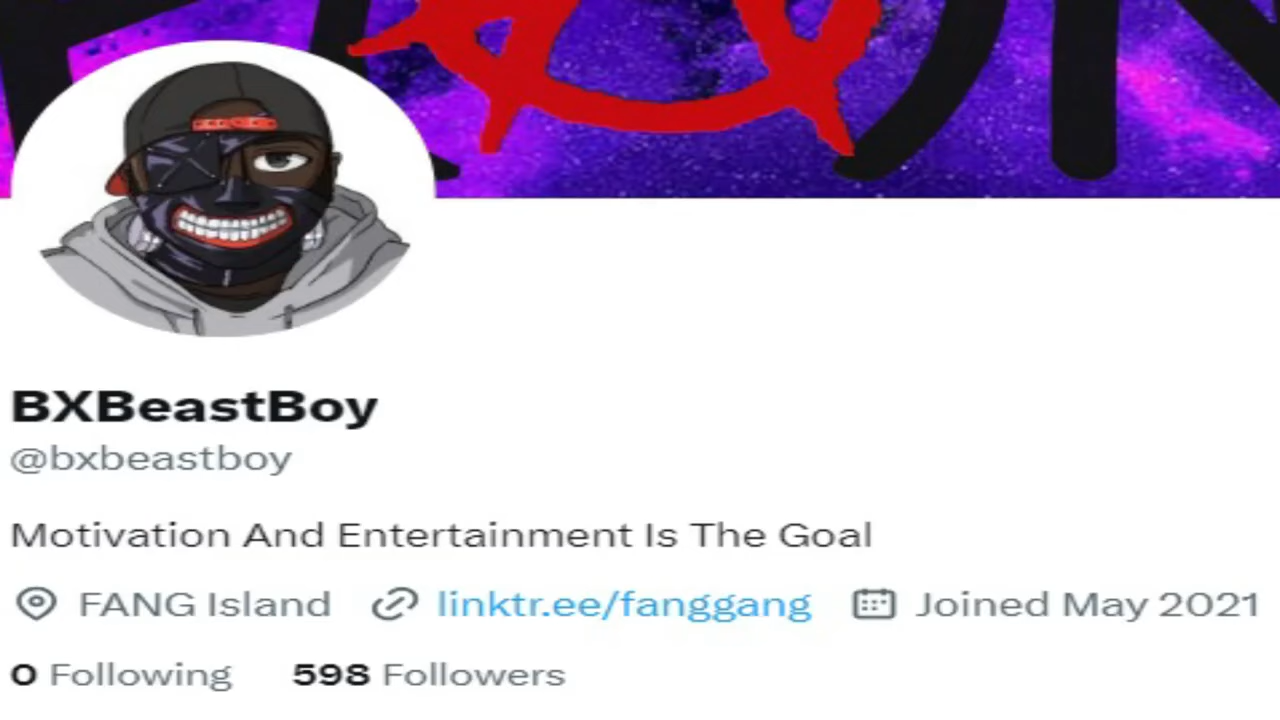 BXBeastBoy
@bxbeastboy
Motivation And Entertainment Is The Goal
FANG Island linktr.ee/fanggang Joined May 2021
0 Following 598 Followers